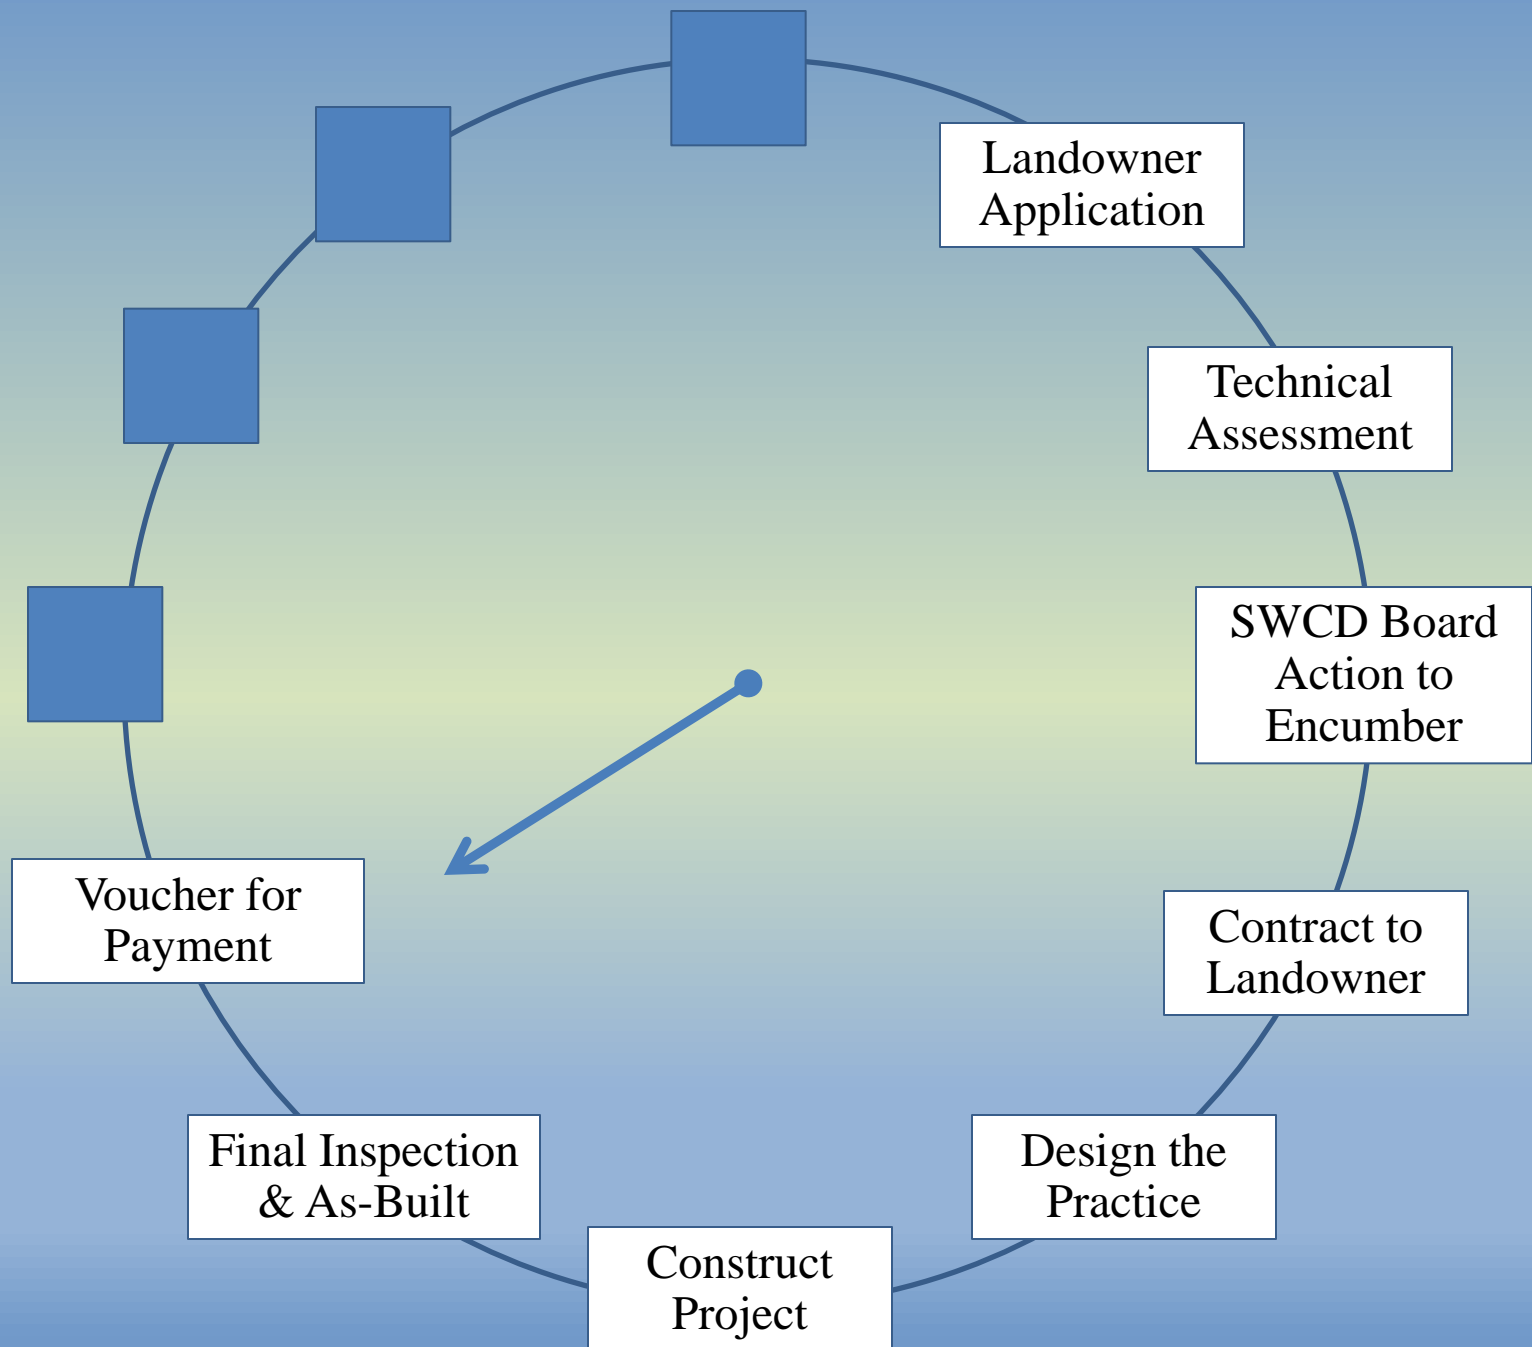 Landowner
Application
Technical
Assessment
SWCD Board
Action to
Encumber
Contract to
Landowner
Design the
Practice
Construct
Project
Final Inspection
& As-Built
Voucher for
Payment